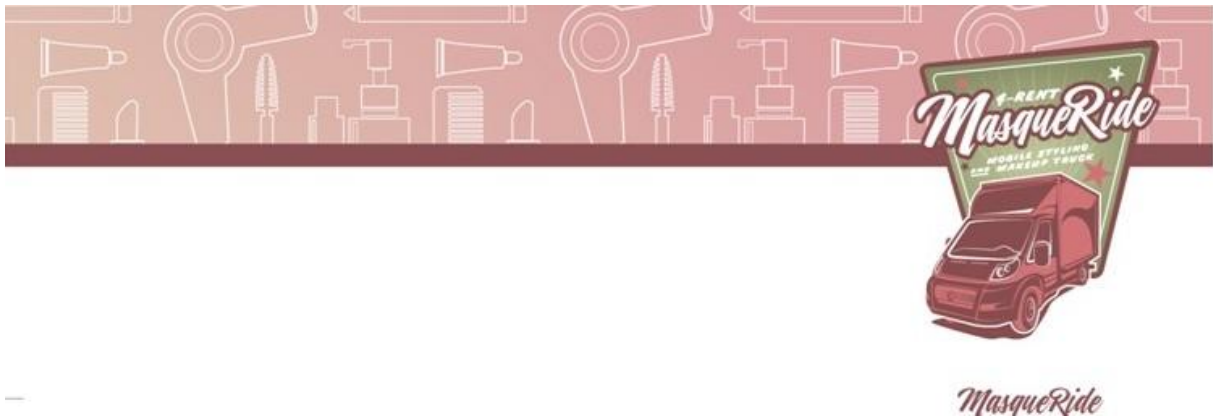 4-RENT
MasqueRide
MOBILE STYLING
AND MAKEUP TRUCK
MasqueRide